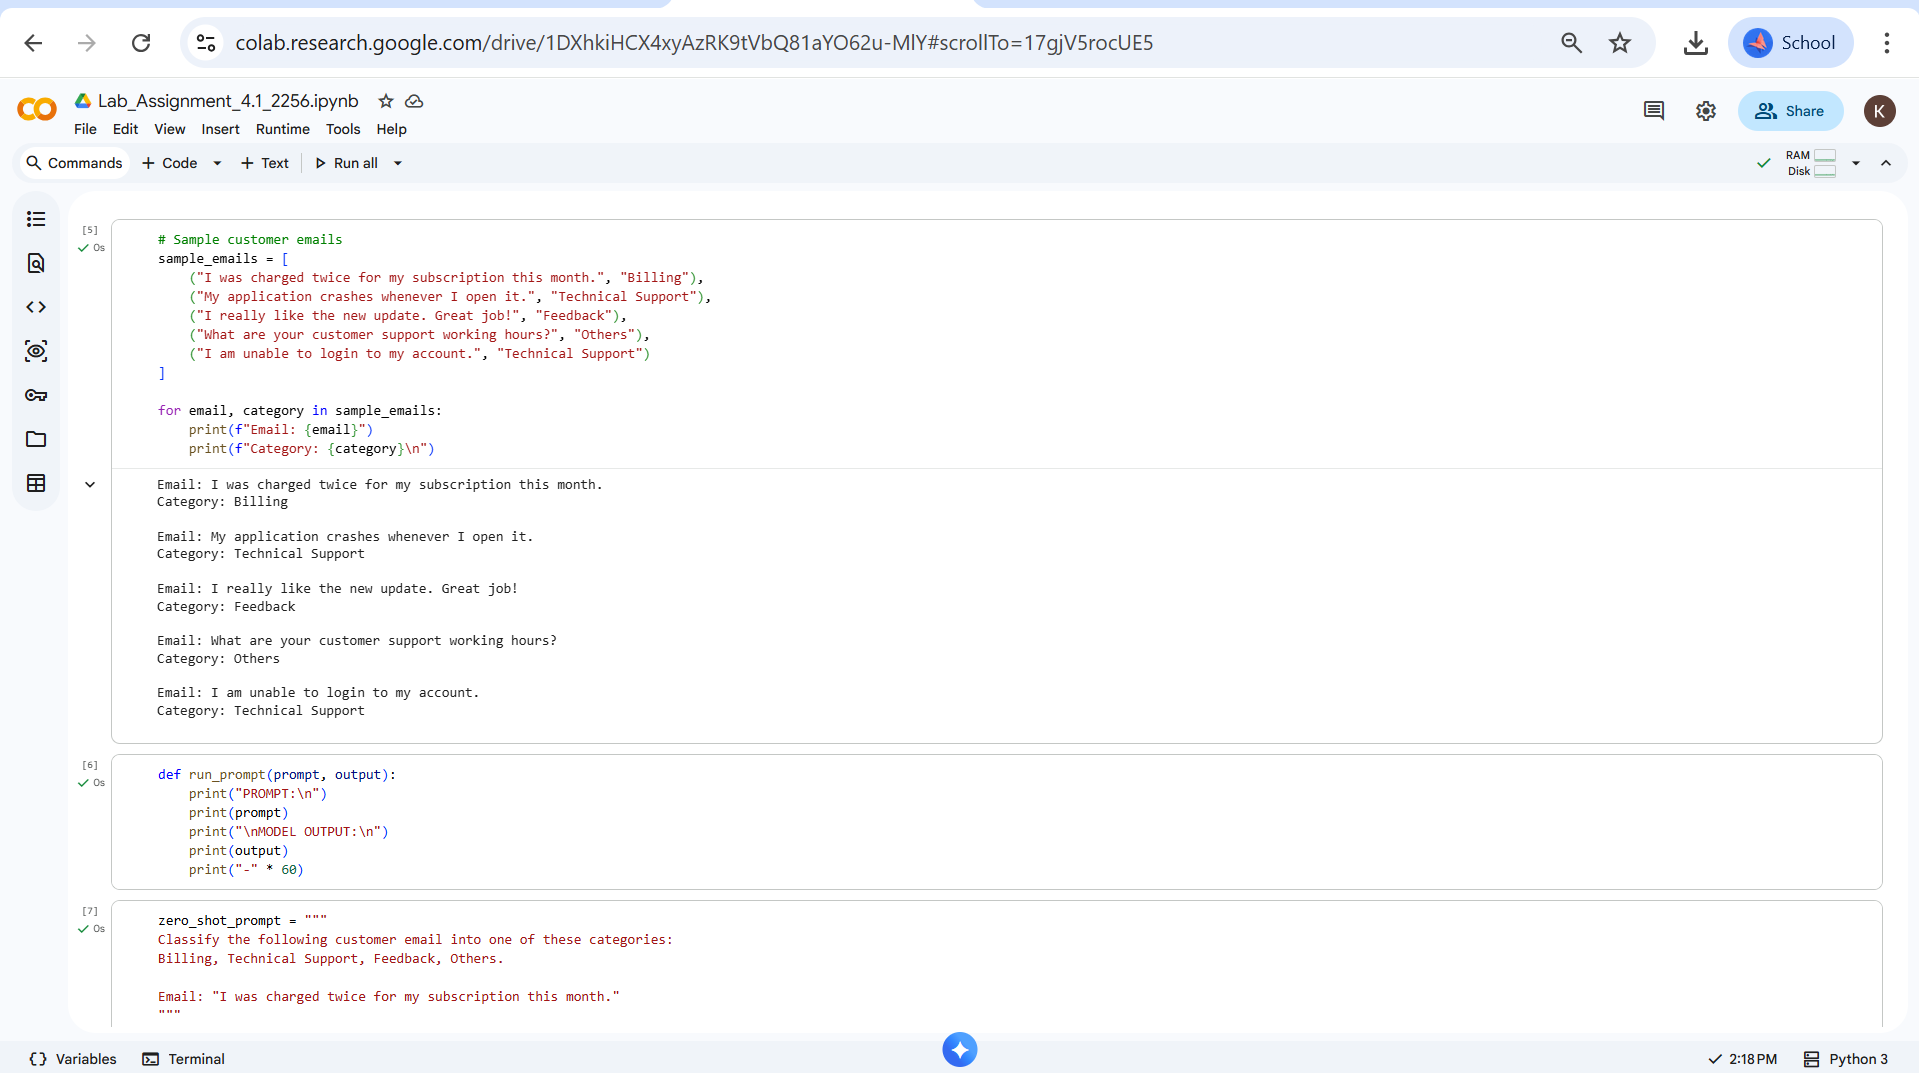 colab.research.google.com/drive/1DXhkiHCX4xyAzRK9tVbQ81aYO62u-MlY#scrollTo=17gjV5rocUE5
School
Lab_Assignment_4.1_2256.ipynb
File Edit View Insert Runtime Tools Help
Share
K
Commands + Code + Text Run all
RAM
Disk
[5]
0s
# Sample customer emails
sample_emails = [
    ("I was charged twice for my subscription this month.", "Billing"),
    ("My application crashes whenever I open it.", "Technical Support"),
    ("I really like the new update. Great job!", "Feedback"),
    ("What are your customer support working hours?", "Others"),
    ("I am unable to login to my account.", "Technical Support")
]
for email, category in sample_emails:
    print(f"Email: {email}")
    print(f"Category: {category}\n")
Email: I was charged twice for my subscription this month.
Category: Billing
Email: My application crashes whenever I open it.
Category: Technical Support
Email: I really like the new update. Great job!
Category: Feedback
Email: What are your customer support working hours?
Category: Others
Email: I am unable to login to my account.
Category: Technical Support
[6]
0s
def run_prompt(prompt, output):
    print("PROMPT:\n")
    print(prompt)
    print("\nMODEL OUTPUT:\n")
    print(output)
    print("-" * 60)
[7]
0s
zero_shot_prompt = """
Classify the following customer email into one of these categories:
Billing, Technical Support, Feedback, Others.
Email: "I was charged twice for my subscription this month."
"""
{} Variables Terminal
2:18 PM Python 3